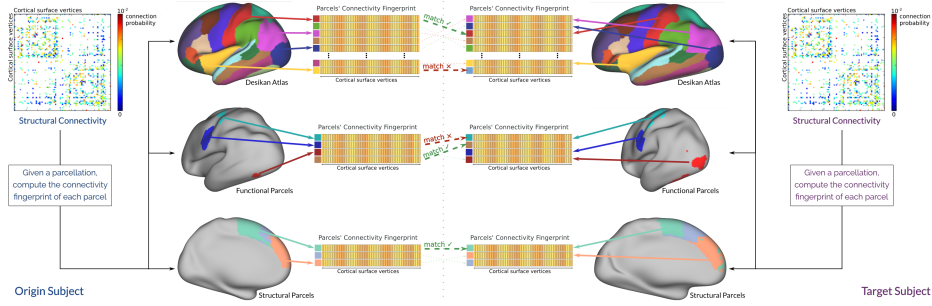 Cortical surface vertices
Cortical surface vertices
10⁻²
connection
probability
0
Structural Connectivity
Given a parcellation,
compute the connectivity
fingerprint of each parcel
Origin Subject
Desikan Atlas
Parcels' Connectivity Fingerprint
Cortical surface vertices
match ✓
match ×
Parcels' Connectivity Fingerprint
Cortical surface vertices
Desikan Atlas
Functional Parcels
Parcels' Connectivity Fingerprint
Cortical surface vertices
match ×
match ✓
Parcels' Connectivity Fingerprint
Cortical surface vertices
Functional Parcels
Structural Parcels
Parcels' Connectivity Fingerprint
Cortical surface vertices
match ✓
Parcels' Connectivity Fingerprint
Cortical surface vertices
Structural Parcels
Cortical surface vertices
Cortical surface vertices
10⁻²
connection
probability
0
Structural Connectivity
Given a parcellation,
compute the connectivity
fingerprint of each parcel
Target Subject